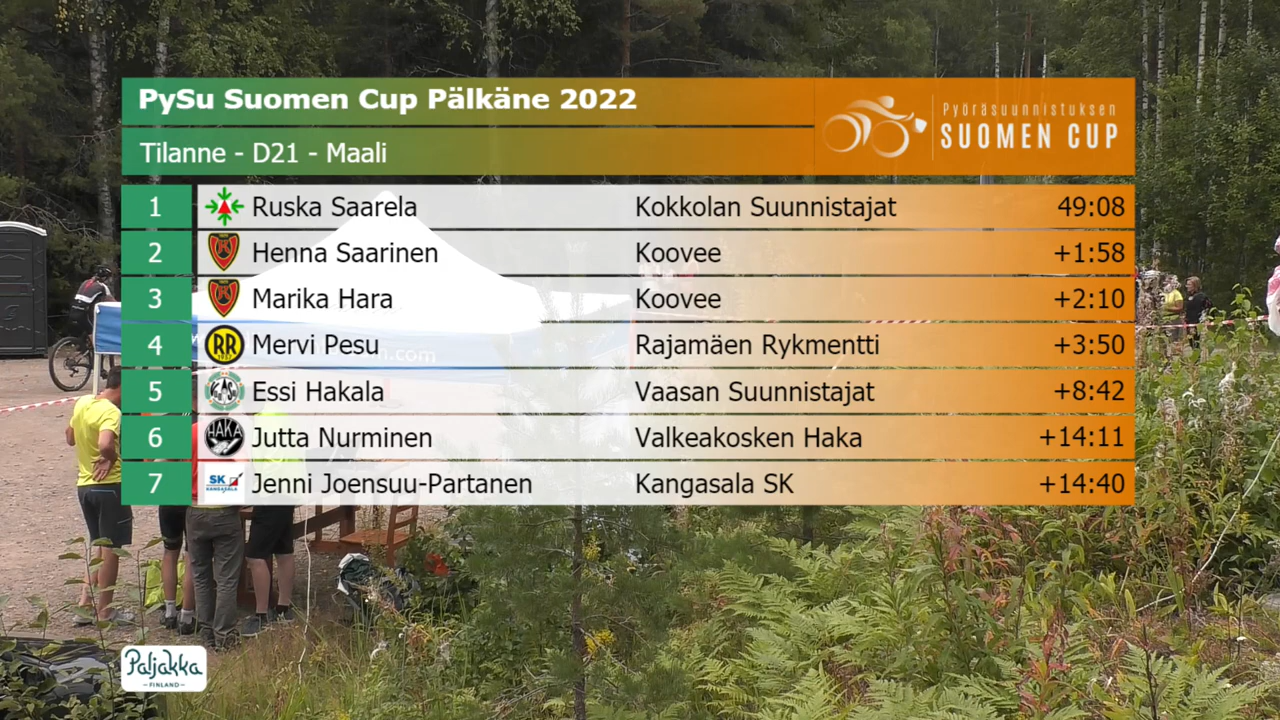 PySu Suomen Cup Pälkäne 2022
Pyöräsuunnistuksen
SUOMEN CUP
Tilanne - D21 - Maali
1 Ruska Saarela Kokkolan Suunnistajat 49:08
2 Henna Saarinen Koovee +1:58
3 Marika Hara Koovee +2:10
4 RR Mervi Pesu Rajamäen Rykmentti +3:50
5 Essi Hakala Vaasan Suunnistajat +8:42
6 HAKA Jutta Nurminen Valkeakosken Haka +14:11
7 SK KANGASALA Jenni Joensuu-Partanen Kangasala SK +14:40
.com
Paljakka
FINLAND